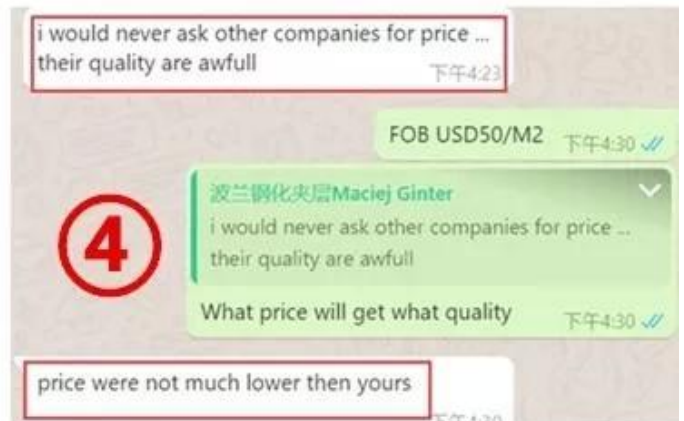 i would never ask other companies for price ...
their quality are awfull
下午4:23
FOB USD50/M2 下午4:30
波兰钢化夹层Maciej Ginter
i would never ask other companies for price ...
their quality are awfull
④
What price will get what quality 下午4:30
price were not much lower then yours